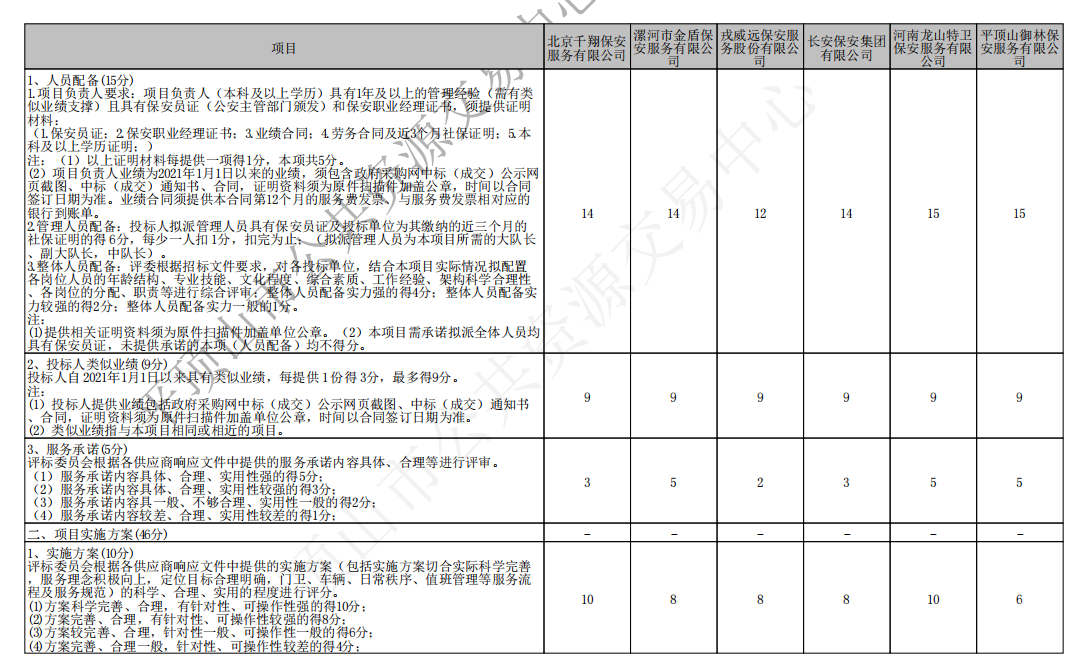 项目
北京千翔保安
服务有限公司
漯河市金盾保
安服务有限公
司
戎威远保安服
务股份有限公
司
长安保安集团
有限公司
河南龙山特卫
保安服务有限
公司
平顶山御林保
安服务有限公
司
1、人员配备(15分)
1.项目负责人要求：项目负责人（本科及以上学历）具有1年及以上的管理经验（需有类
似业绩支撑）且具有保安员证（公安主管部门颁发）和保安职业经理证书，须提供证明
材料：
（1.保安员证；2.保安职业经理证书；3.业绩合同；4.劳务合同及近3个月社保证明；5.本
科及以上学历证明；）
注：（1）以上证明材料每提供一项得1分，本项共5分。
(2) 项目负责人业绩为2021年1月1日以来的业绩，须包含政府采购网中标（成交）公示网
页截图、中标（成交）通知书、合同，证明资料须为原件扫描件加盖公章，时间以合同
签订日期为准。业绩合同须提供本合同第12个月的服务费发票、与服务费发票相对应的
银行到账单。
2.管理人员配备：投标人拟派管理人员具有保安员证及投标单位为其缴纳的近三个月的
社保证明的得6分，每少一人扣1分，扣完为止；（拟派管理人员为本项目所需的大队长
、副大队长，中队长）。
3.整体人员配备：评委根据招标文件要求，对各投标单位，结合本项目实际情况拟配置
各岗位人员的年龄结构、专业技能、文化程度、综合素质、工作经验、架构科学合理性
、各岗位的分配、职责等进行综合评审，整体人员配备实力强的得4分；整体人员配备实
力较强的得2分；整体人员配备实力一般的1分。
注：
(1)提供相关证明资料须为原件扫描件加盖单位公章。（2）本项目需承诺拟派全体人员均
具有保安员证，未提供承诺的本项（人员配备）均不得分。
14 14 12 14 15 15
2、投标人类似业绩(9分)
投标人自2021年1月1日以来具有类似业绩，每提供1份得3分，最多得9分。
注：
(1) 投标人提供业绩包括政府采购网中标（成交）公示网页截图、中标（成交）通知书
、合同，证明资料须为原件扫描件加盖单位公章，时间以合同签订日期为准。
(2) 类似业绩指与本项目相同或相近的项目。
9 9 9 9 9 9
3、服务承诺(5分)
评标委员会根据各供应商响应文件中提供的服务承诺内容具体、合理等进行评审。
（1）服务承诺内容具体、合理、实用性强的得5分；
（2）服务承诺内容具体、合理、实用性较强的得3分；
（3）服务承诺内容具一般、不够合理、实用性一般的得2分；
（4）服务承诺内容较差、合理、实用性较差的得1分；
3 5 2 3 5 5
二、项目实施方案(46分)
— — — — — —
1、实施方案(10分)
评标委员会根据各供应商响应文件中提供的实施方案（包括实施方案切合实际科学完善
，服务理念积极向上，定位目标合理明确，门卫、车辆、日常秩序、值班管理等服务流
程及服务规范）的科学、合理、实用的程度进行评分。
(1)方案科学完善、合理，有针对性、可操作性强的得10分；
(2)方案完善、合理，有针对性、可操作性较强的得8分；
(3)方案较完善、合理，针对性一般、可操作性一般的得6分；
(4)方案完善、合理一般，针对性、可操作性较差的得4分；
10 8 8 8 10 6
平顶山市公共资源交易中心
顶山市公共资源交易中心